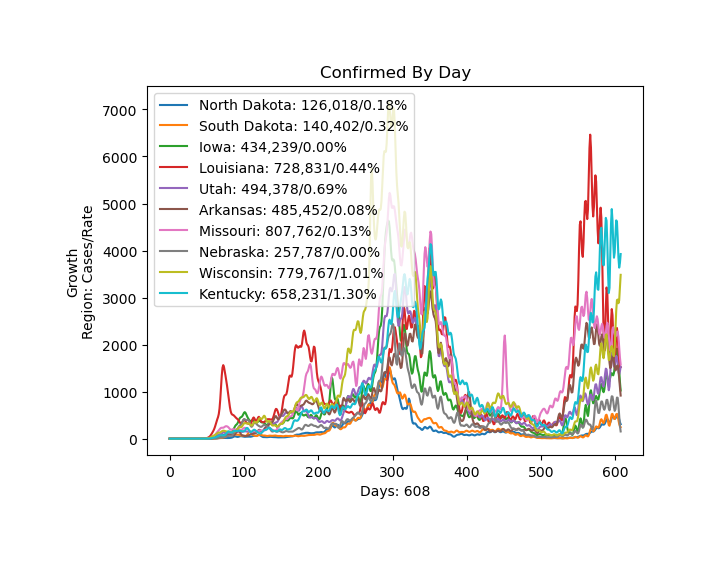 Confirmed By Day
7000
6000
5000
4000
3000
2000
1000
0
Growth
Region: Cases/Rate
North Dakota: 126,018/0.18%
South Dakota: 140,402/0.32%
Iowa: 434,239/0.00%
Louisiana: 728,831/0.44%
Utah: 494,378/0.69%
Arkansas: 485,452/0.08%
Missouri: 807,762/0.13%
Nebraska: 257,787/0.00%
Wisconsin: 779,767/1.01%
Kentucky: 658,231/1.30%
0 100 200 300 400 500 600
Days: 608